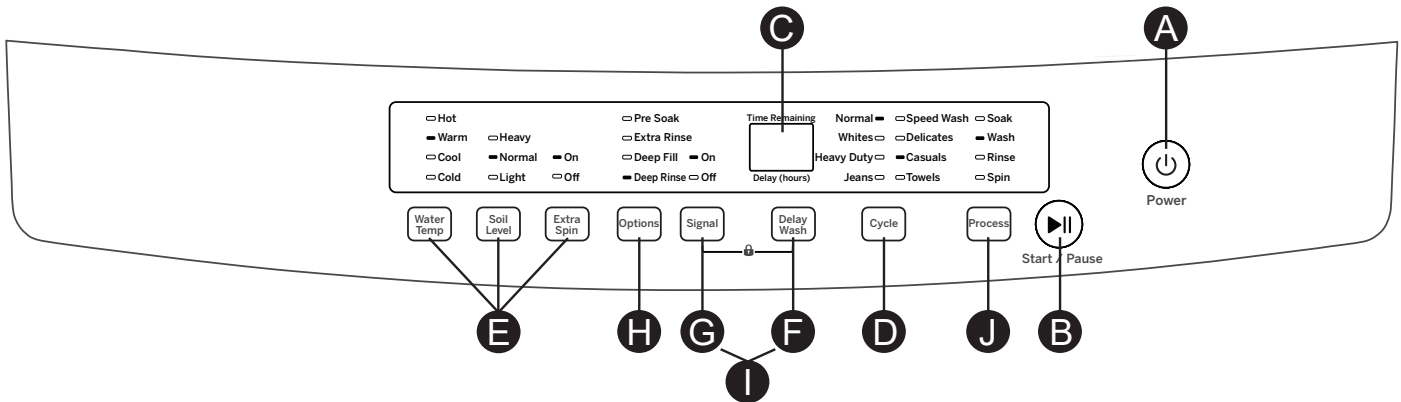 C
A
Hot
Warm
Cool
Cold
Heavy
Normal
Light
On
Off
Pre Soak
Extra Rinse
Deep Fill
Deep Rinse
On
Off
Time Remaining
Delay (hours)
Normal
Whites
Heavy Duty
Jeans
Speed Wash
Delicates
Casuals
Towels
Soak
Wash
Rinse
Spin
Power
Water
Temp
Soil
Level
Extra
Spin
Options
Signal
Delay
Wash
Cycle
Process
Start / Pause
E
H
G
F
D
J
B
I